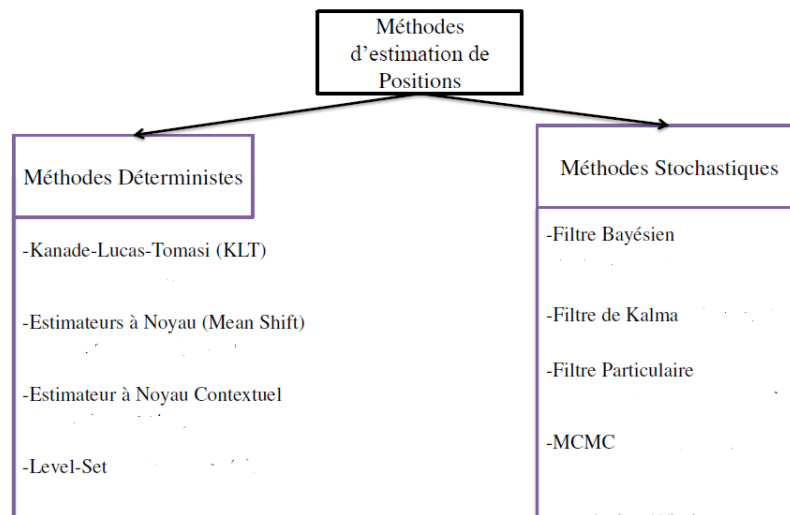 Méthodes
d'estimation de
Positions
Méthodes Déterministes
-Kanade-Lucas-Tomasi (KLT)
-Estimateurs à Noyau (Mean Shift)
-Estimateur à Noyau Contextuel
-Level-Set
Méthodes Stochastiques
-Filtre Bayésien
-Filtre de Kalma
-Filtre Particulaire
-MCMC